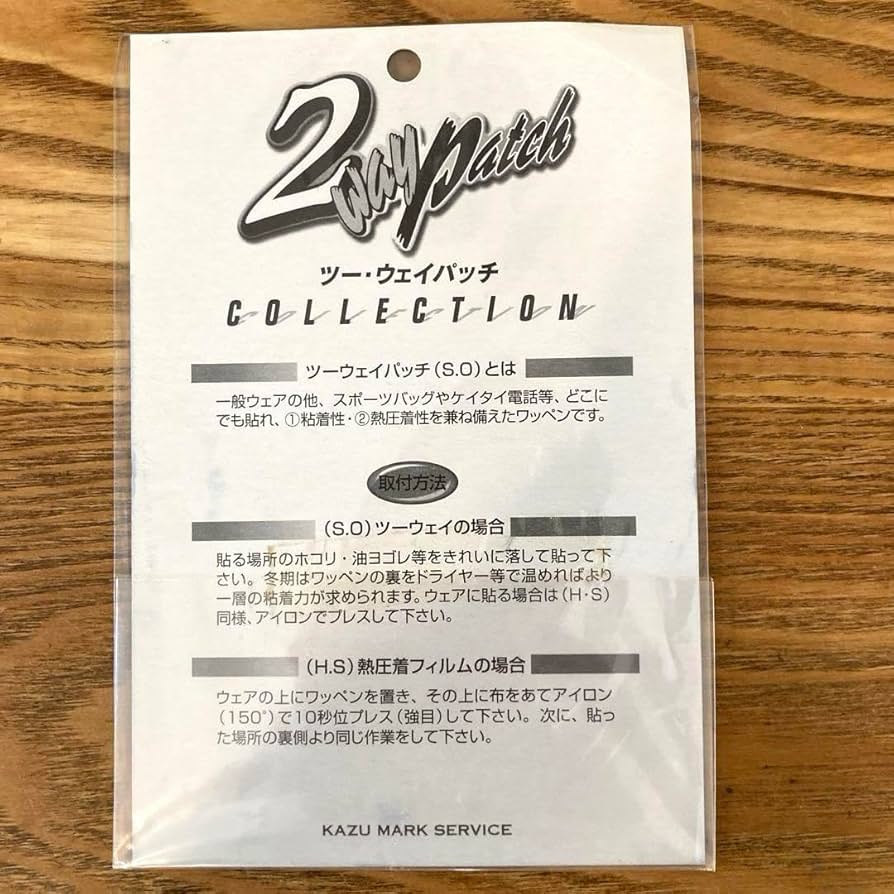 2way patch
ツー・ウェイパッチ
COLLECTION
ツーウェイパッチ(S.O)とは
一般ウェアの他、スポーツバッグやケイタイ電話等、どこに
でも貼れ、①粘着性・②熱圧着性を兼ね備えたワッペンです。
取付方法
(S.O)ツーウェイの場合
貼る場所のホコリ・油ヨゴレ等をきれいに落して貼って下
さい。冬期はワッペンの裏をドライヤー等で温めればより
一層の粘着力が求められます。ウェアに貼る場合は(H・S)
同様、アイロンでプレスして下さい。
(H.S)熱圧着フィルムの場合
ウェアの上にワッペンを置き、その上に布をあてアイロン
(150°)で10秒位プレス(強目)して下さい。次に、貼っ
た場所の裏側より同じ作業をして下さい。
KAZU MARK SERVICE